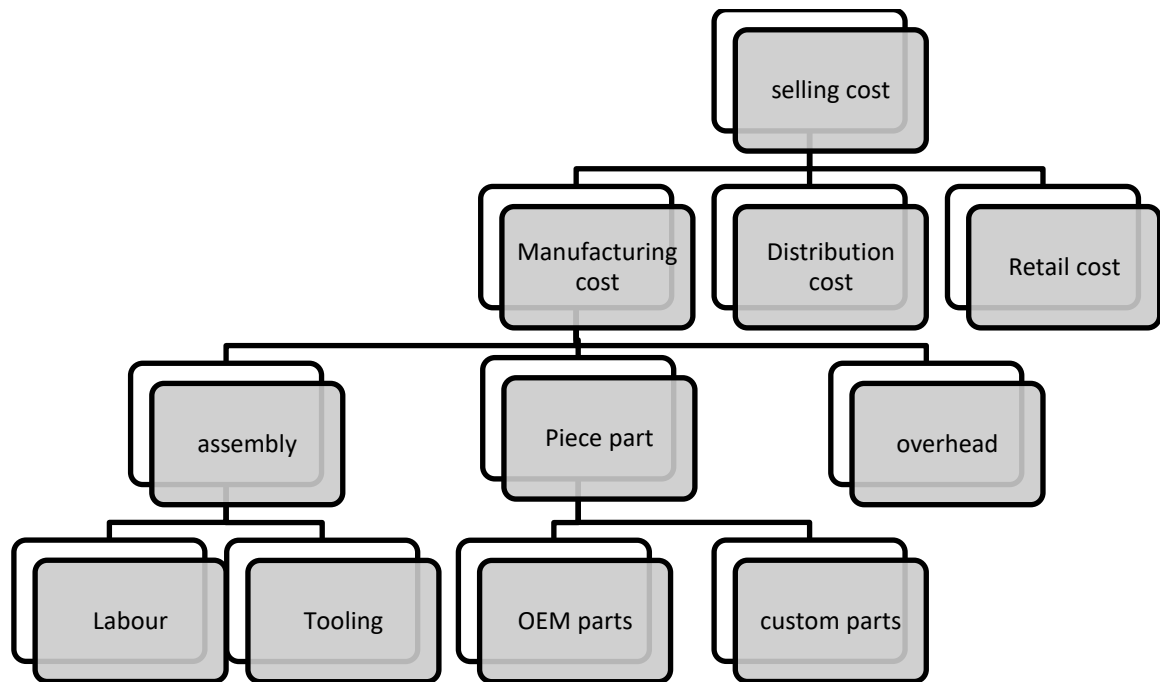 selling cost
Manufacturing
cost
Distribution
cost
Retail cost
assembly
Piece part
overhead
Labour
Tooling
OEM parts
custom parts